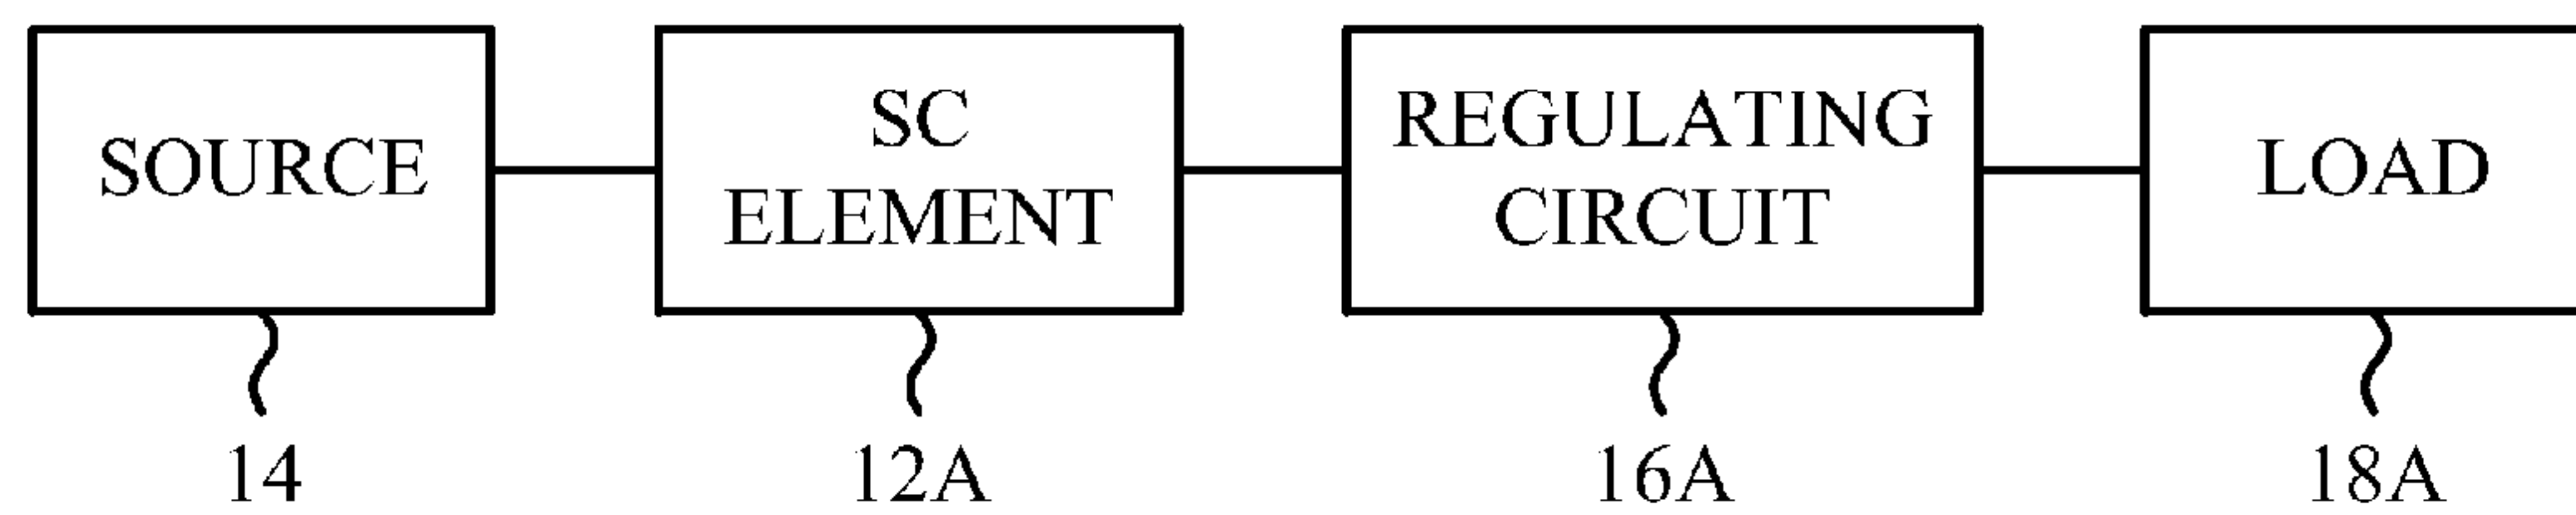 SOURCE
SC
ELEMENT
REGULATING
CIRCUIT
LOAD
14
12A
16A
18A